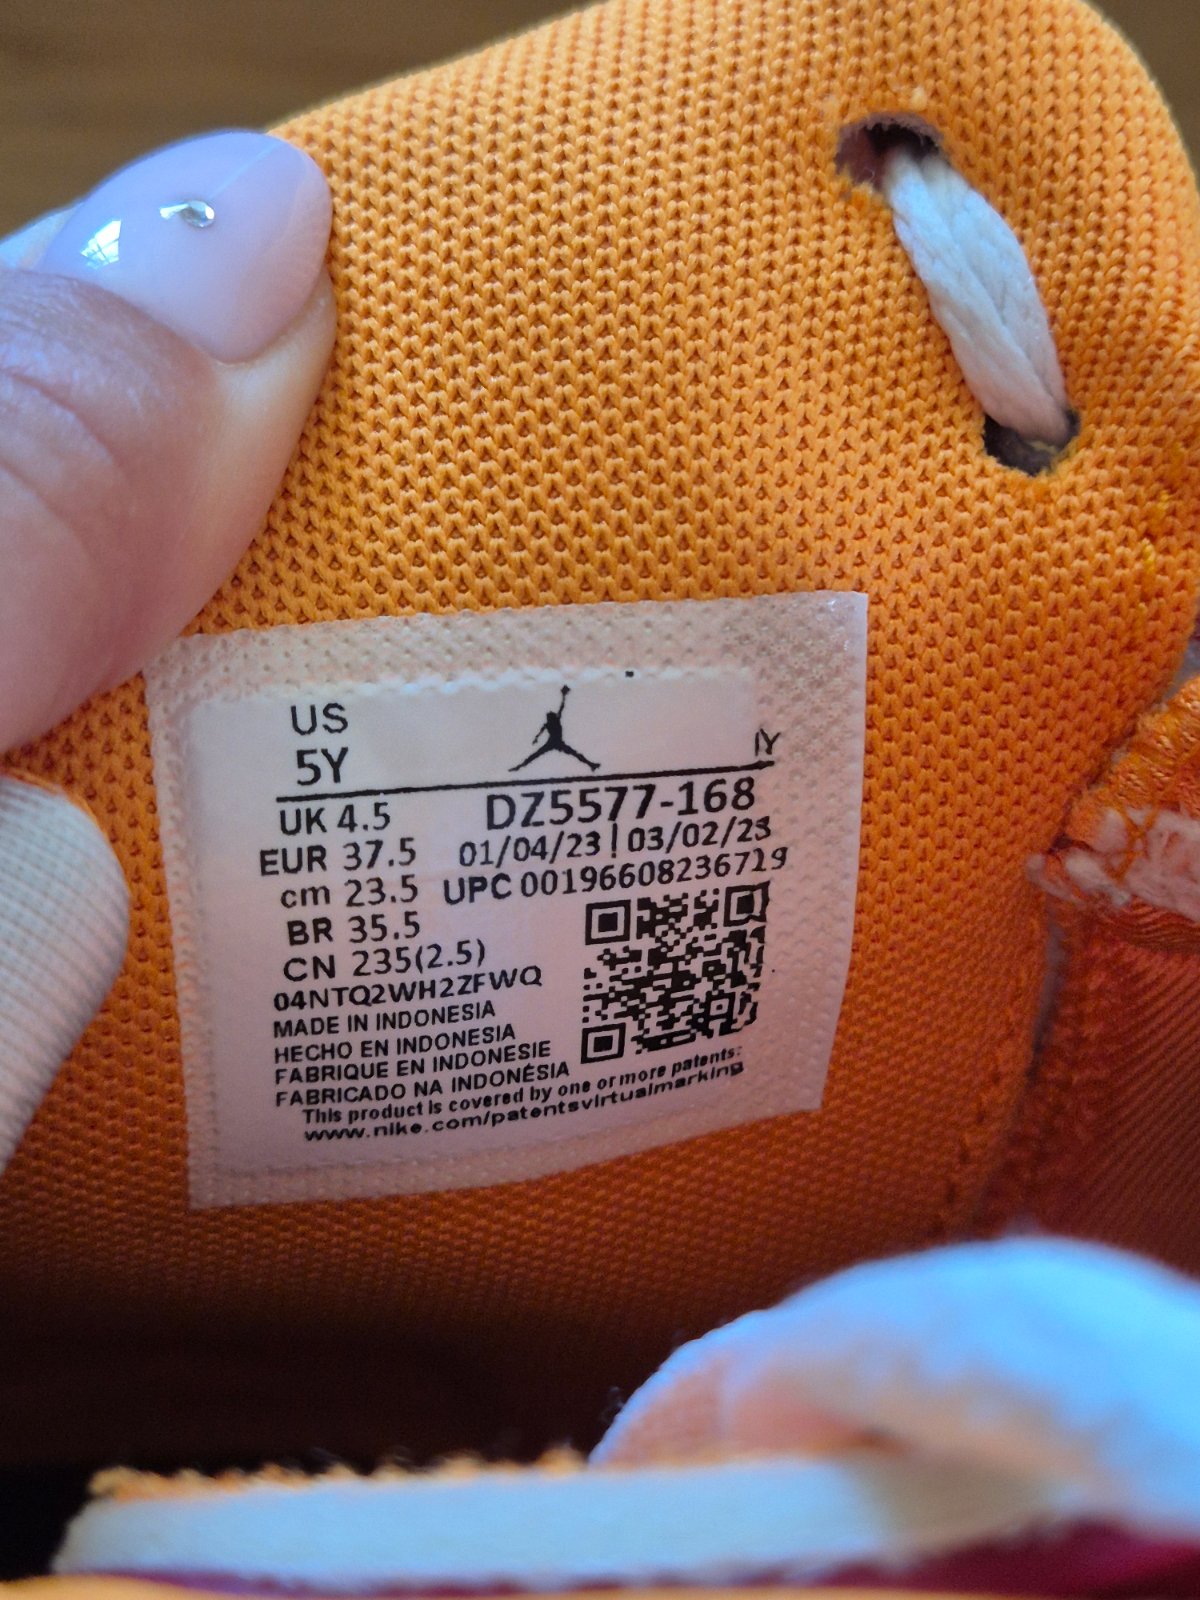 US
5Y
IY
UK 4.5
DZ5577-168
EUR 37.5
01/04/23 | 03/02/23
cm 23.5
UPC 00196608236719
BR 35.5
CN 235(2.5)
04NTQ2WH2ZFWQ
MADE IN INDONESIA
HECHO EN INDONESIA
FABRIQUE EN INDONESIE
FABRICADO NA INDONÉSIA
This product is covered by one or more patents:
www.nike.com/patentsvirtualmarking